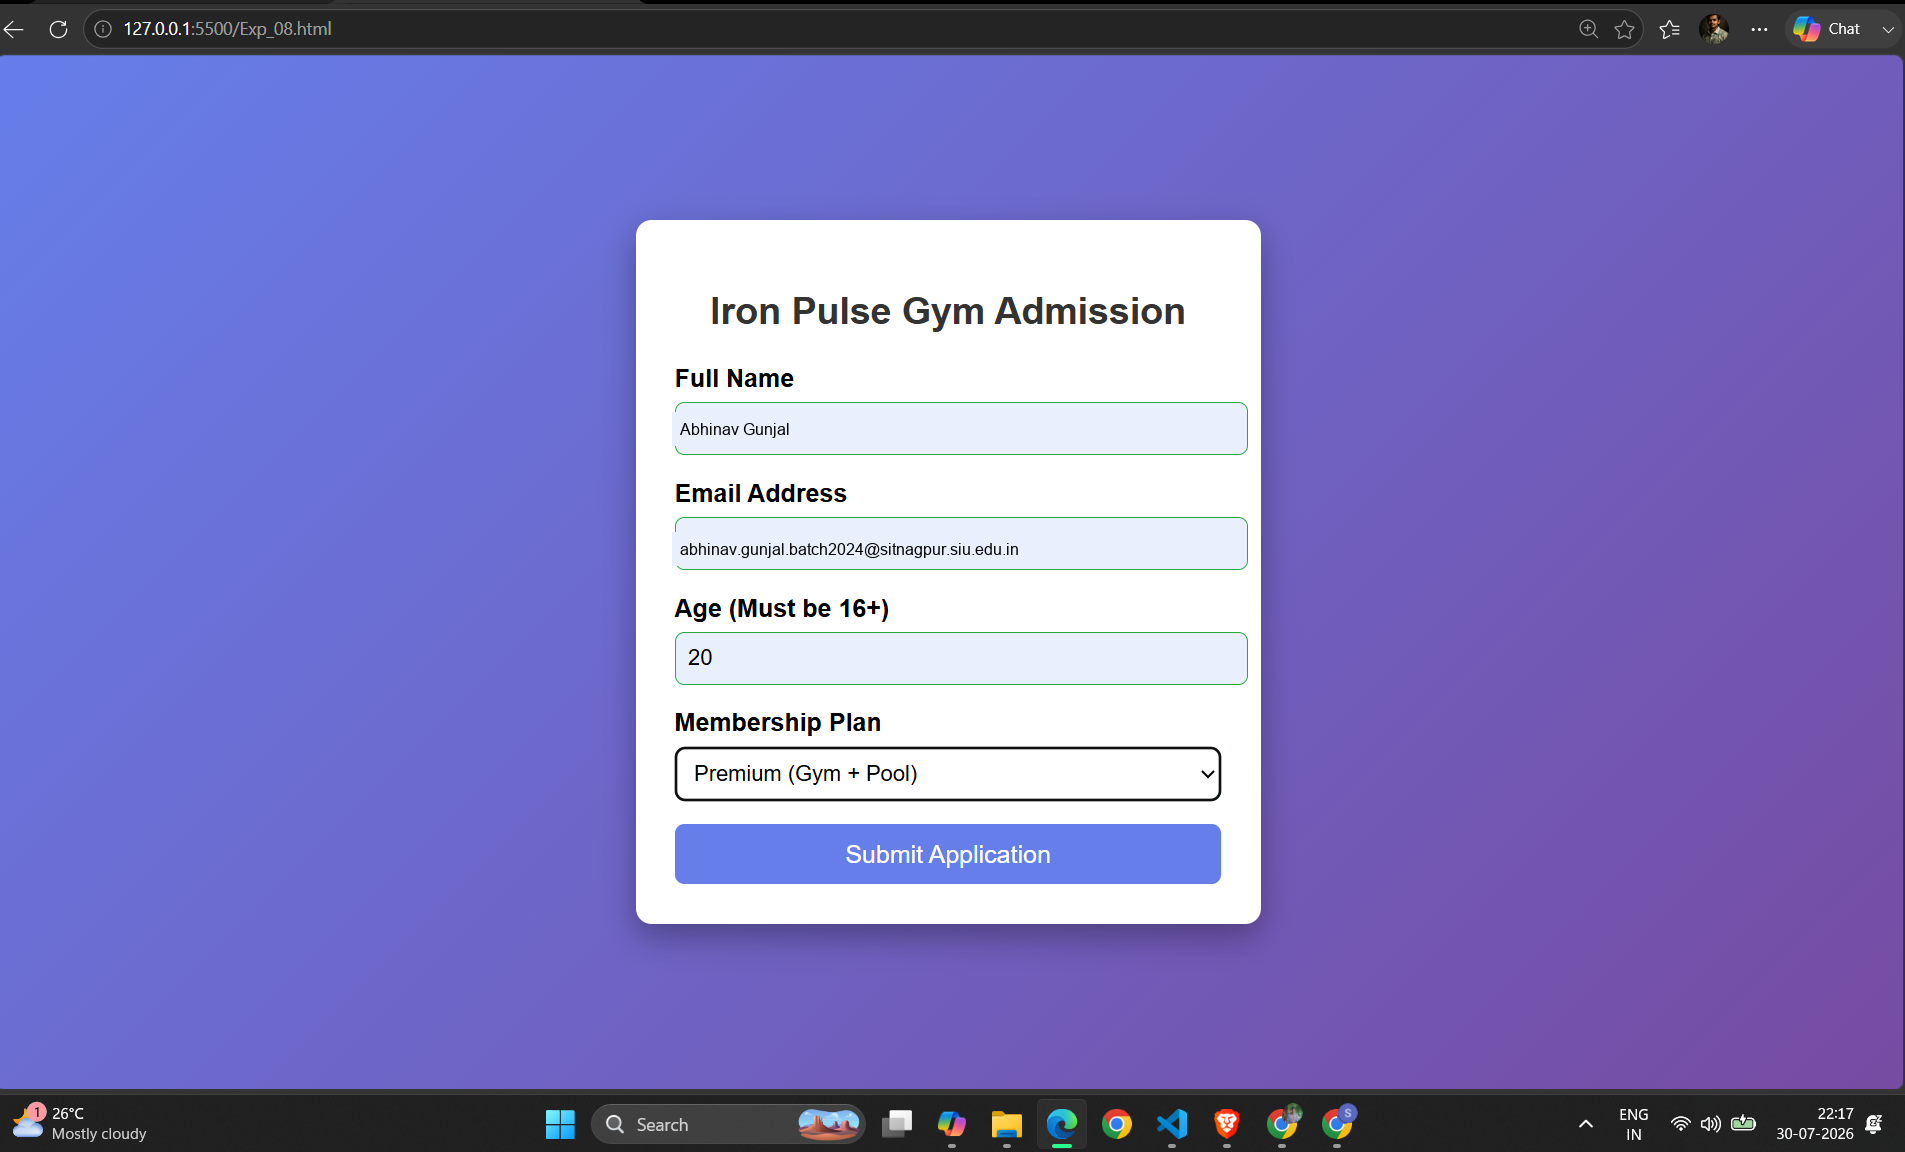 127.0.0.1:5500/Exp_08.html
Chat
Iron Pulse Gym Admission
Full Name
Abhinav Gunjal
Email Address
abhinav.gunjal.batch2024@sitnagpur.siu.edu.in
Age (Must be 16+)
20
Membership Plan
Premium (Gym + Pool)
Submit Application
1
26°C
Mostly cloudy
Search
S
ENG
IN
22:17
30-07-2026